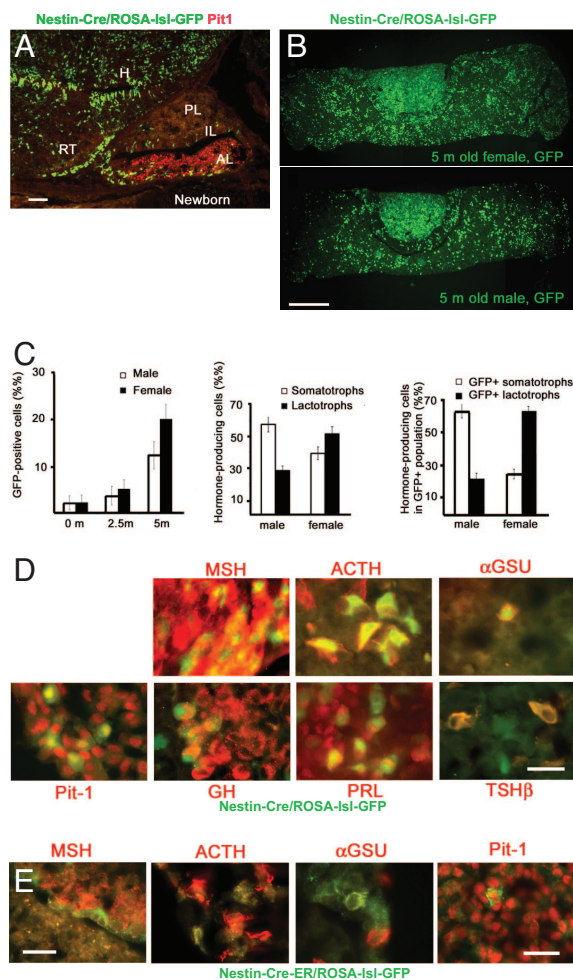 Nestin-Cre/ROSA-lsl-GFP Pit1
Nestin-Cre/ROSA-lsl-GFP
A
H
PL
IL
RT
AL
Newborn
B
5 m old female, GFP
5 m old male, GFP
C
Male
Female
GFP-positive cells (%%)
30
20
10
0 m 2.5m 5m
Somatotrophs
Lactotrophs
Hormone-producing cells (%%)
70
50
30
10
male female
GFP+ somatotrophs
GFP+ lactotrophs
Hormone-producing cells
in GFP+ population (%%)
70
50
30
10
male female
D
MSH ACTH αGSU
Pit-1 GH PRL TSHβ
Nestin-Cre/ROSA-lsl-GFP
E
MSH ACTH αGSU Pit-1
Nestin-Cre-ER/ROSA-lsl-GFP